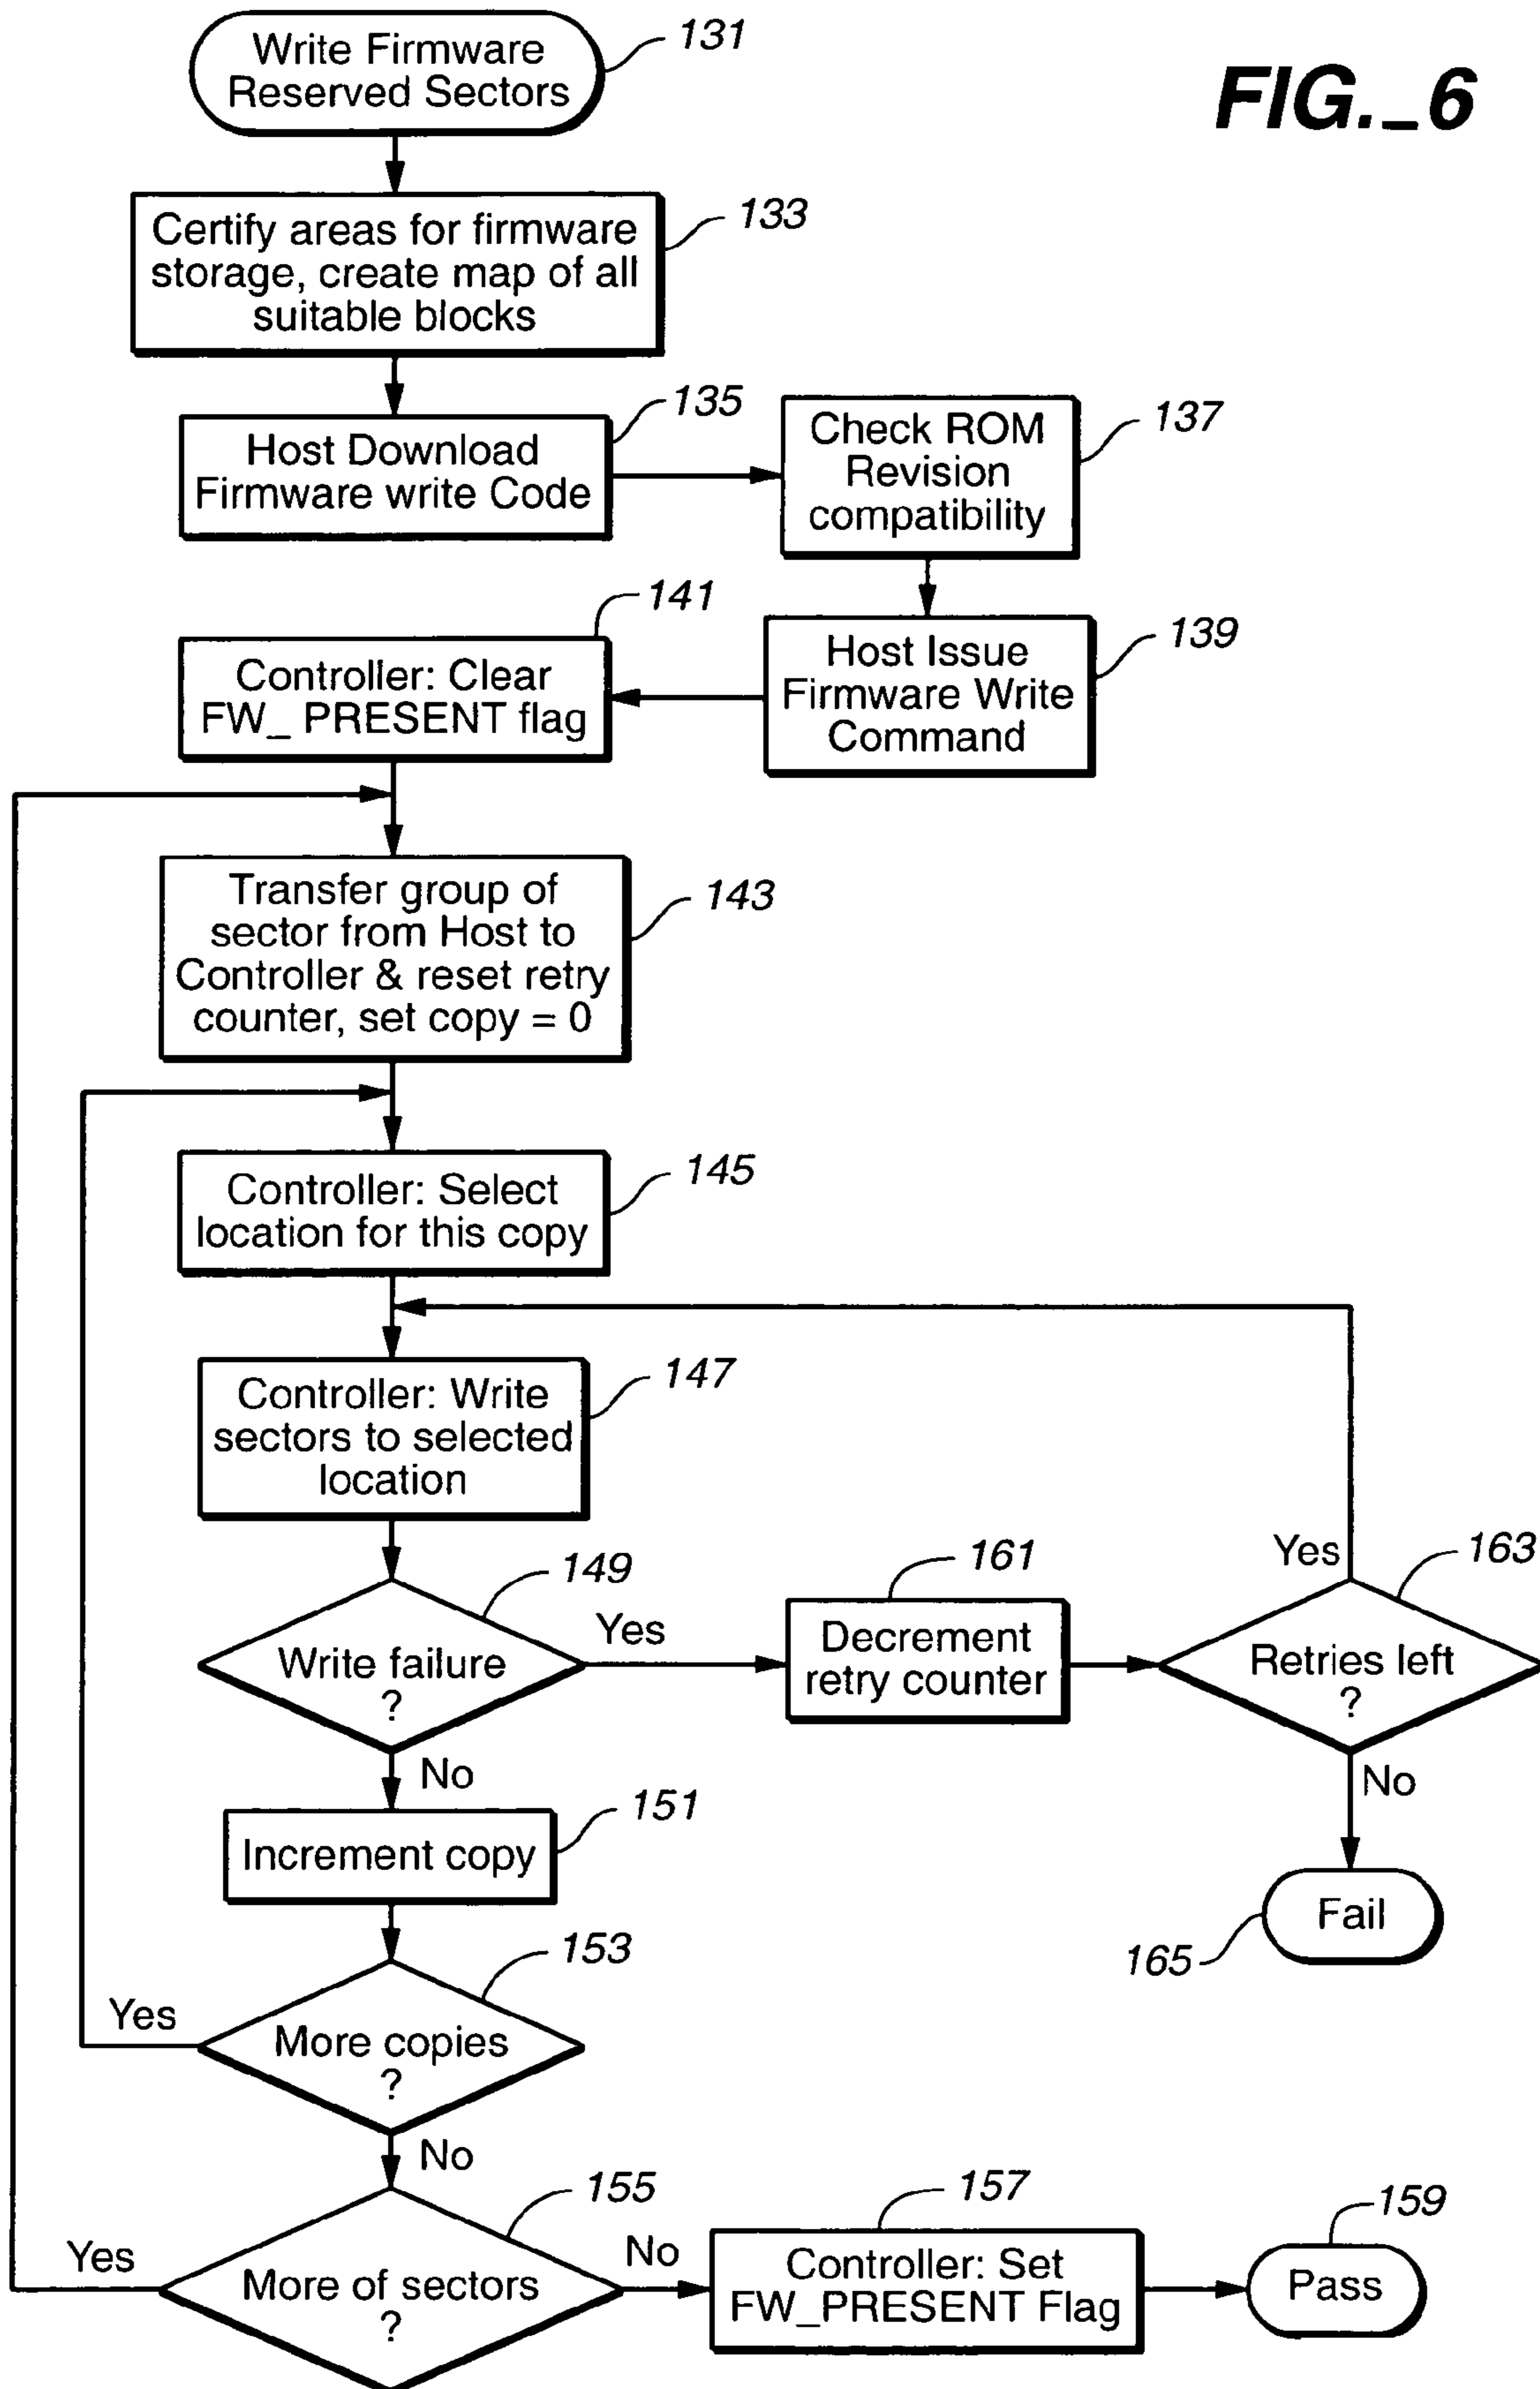 FIG._6
Write Firmware
Reserved Sectors
131
Certify areas for firmware
storage, create map of all
suitable blocks
133
Host Download
Firmware write Code
135
Check ROM
Revision
compatibility
137
Host Issue
Firmware Write
Command
139
Controller: Clear
FW_ PRESENT flag
141
Transfer group of
sector from Host to
Controller & reset retry
counter, set copy = 0
143
Controller: Select
location for this copy
145
Controller: Write
sectors to selected
location
147
Write failure
?
149
Yes
No
Decrement
retry counter
161
Retries left
?
163
Yes
No
Fail
165
Increment copy
151
More copies
?
153
Yes
No
More of sectors
?
155
Yes
No
Controller: Set
FW_PRESENT Flag
157
Pass
159